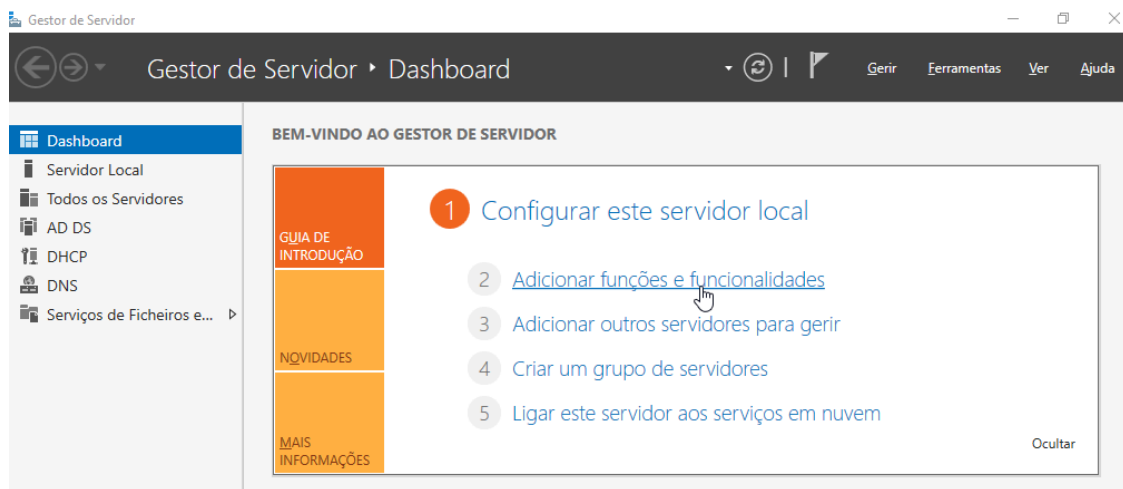 Gestor de Servidor
Gestor de Servidor ‣ Dashboard
Gerir
Ferramentas
Ver
Ajuda
Dashboard
Servidor Local
Todos os Servidores
AD DS
DHCP
DNS
Serviços de Ficheiros e...
BEM-VINDO AO GESTOR DE SERVIDOR
GUIA DE
INTRODUÇÃO
NOVIDADES
MAIS
INFORMAÇÕES
1 Configurar este servidor local
2 Adicionar funções e funcionalidades
3 Adicionar outros servidores para gerir
4 Criar um grupo de servidores
5 Ligar este servidor aos serviços em nuvem
Ocultar